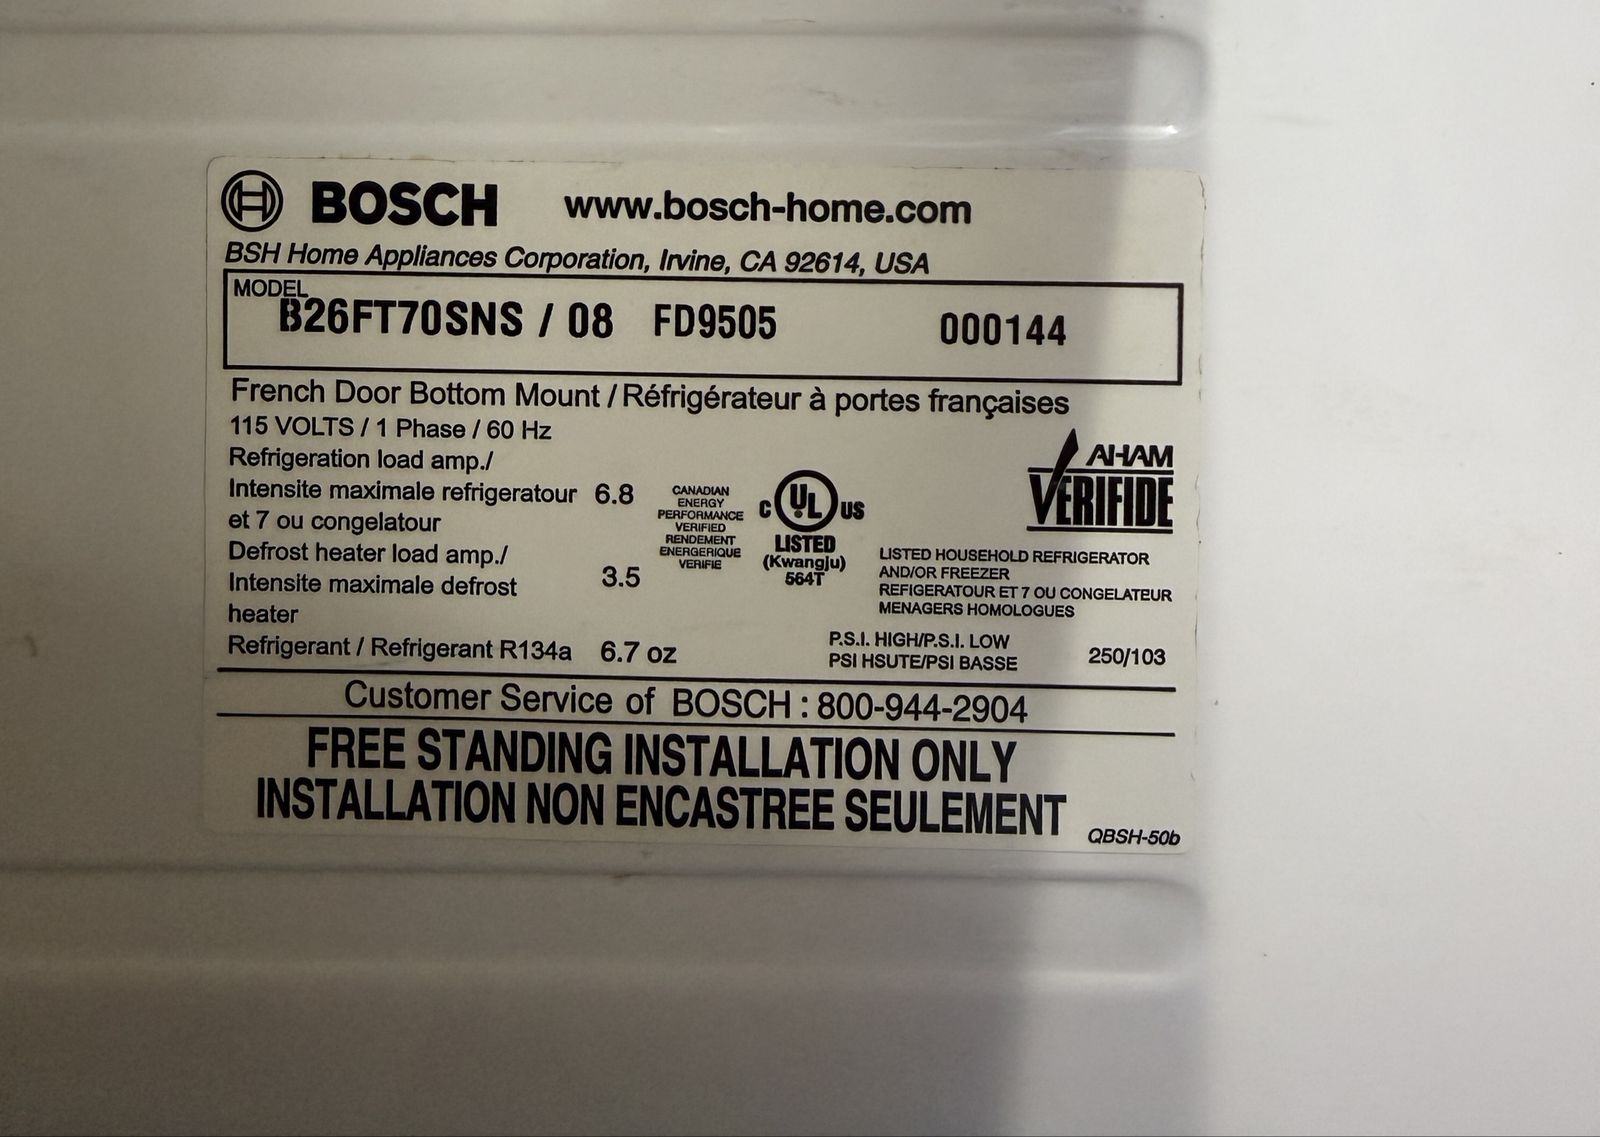 BOSCH www.bosch-home.com
BSH Home Appliances Corporation, Irvine, CA 92614, USA
MODEL
B26FT70SNS / 08 FD9505 000144
French Door Bottom Mount / Réfrigérateur à portes françaises
115 VOLTS / 1 Phase / 60 Hz
Refrigeration load amp./
Intensite maximale refrigeratour 6.8
et 7 ou congelatour
Defrost heater load amp./
Intensite maximale defrost 3.5
heater
Refrigerant / Refrigerant R134a 6.7 oz
CANADIAN
ENERGY
PERFORMANCE
VERIFIED
RENDEMENT
ENERGERIQUE
VERIFIE
C UL US
LISTED
(Kwangju)
564T
AHAM
VERIFIDE
LISTED HOUSEHOLD REFRIGERATOR
AND/OR FREEZER
REFIGERATOUR ET 7 OU CONGELATEUR
MENAGERS HOMOLOGUES
P.S.I. HIGH/P.S.I. LOW
PSI HSUTE/PSI BASSE 250/103
Customer Service of BOSCH : 800-944-2904
FREE STANDING INSTALLATION ONLY
INSTALLATION NON ENCASTREE SEULEMENT
QBSH-50b